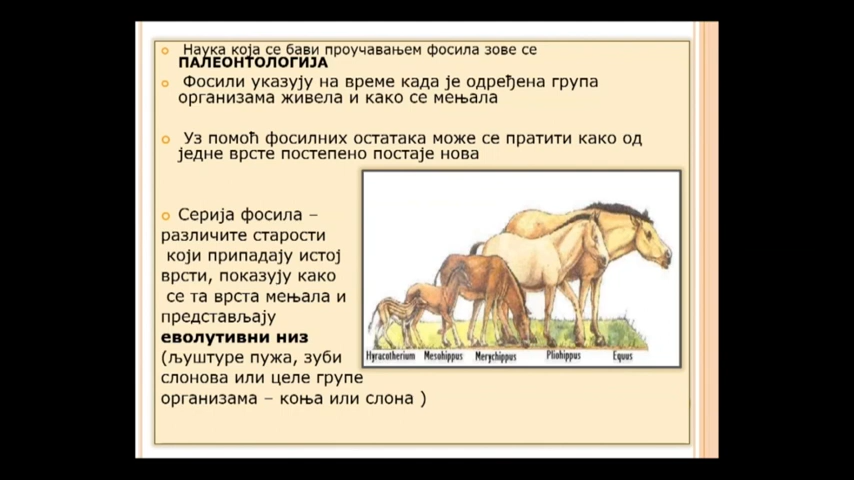 Наука која се бави проучавањем фосила зове се
ПАЛЕОНТОЛОГИЈА
Фосили указују на време када је одређена група
организама живела и како се мењала
Уз помоћ фосилних остатака може се пратити како од
једне врсте постепено постаје нова
Серија фосила –
различите старости
који припадају истој
врсти, показују како
се та врста мењала и
представљају
еволутивни низ
(љуштуре пужа, зуби
слонова или целе групе
организама – коња или слона )
Hyracotherium Mesohippus Merychippus Pliohippus Equus